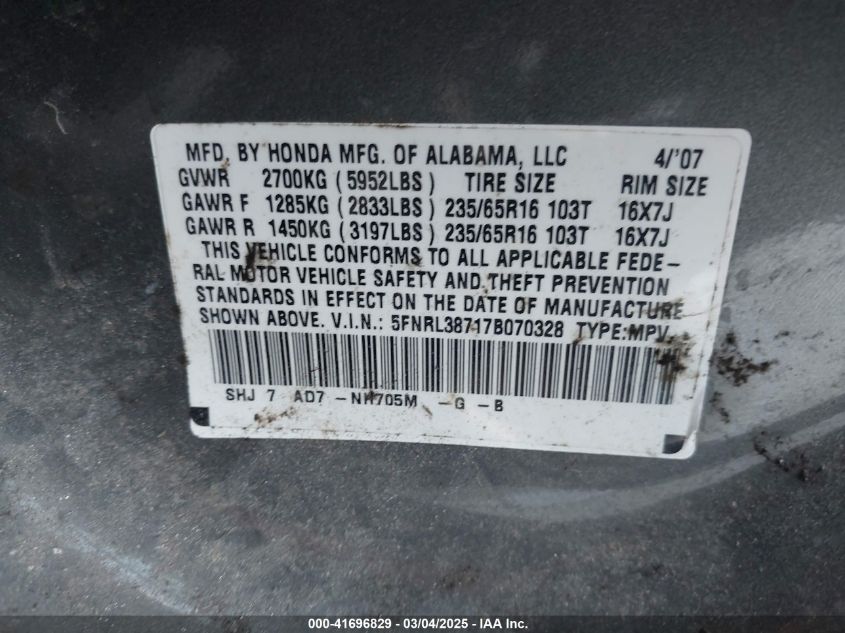 MFD. BY HONDA MFG. OF ALABAMA, LLC 4/'07
GVWR 2700KG (5952LBS) TIRE SIZE RIM SIZE
GAWR F 1285KG (2833LBS) 235/65R16 103T 16X7J
GAWR R 1450KG (3197LBS) 235/65R16 103T 16X7J
THIS VEHICLE CONFORMS TO ALL APPLICABLE FEDE-
RAL MOTOR VEHICLE SAFETY AND THEFT PREVENTION
STANDARDS IN EFFECT ON THE DATE OF MANUFACTURE
SHOWN ABOVE. V.I.N.: 5FNRL38717B070328 TYPE:MPV
SHJ 7 AD7 -NH705M -G -B
000-41696829 - 03/04/2025 - IAA Inc.